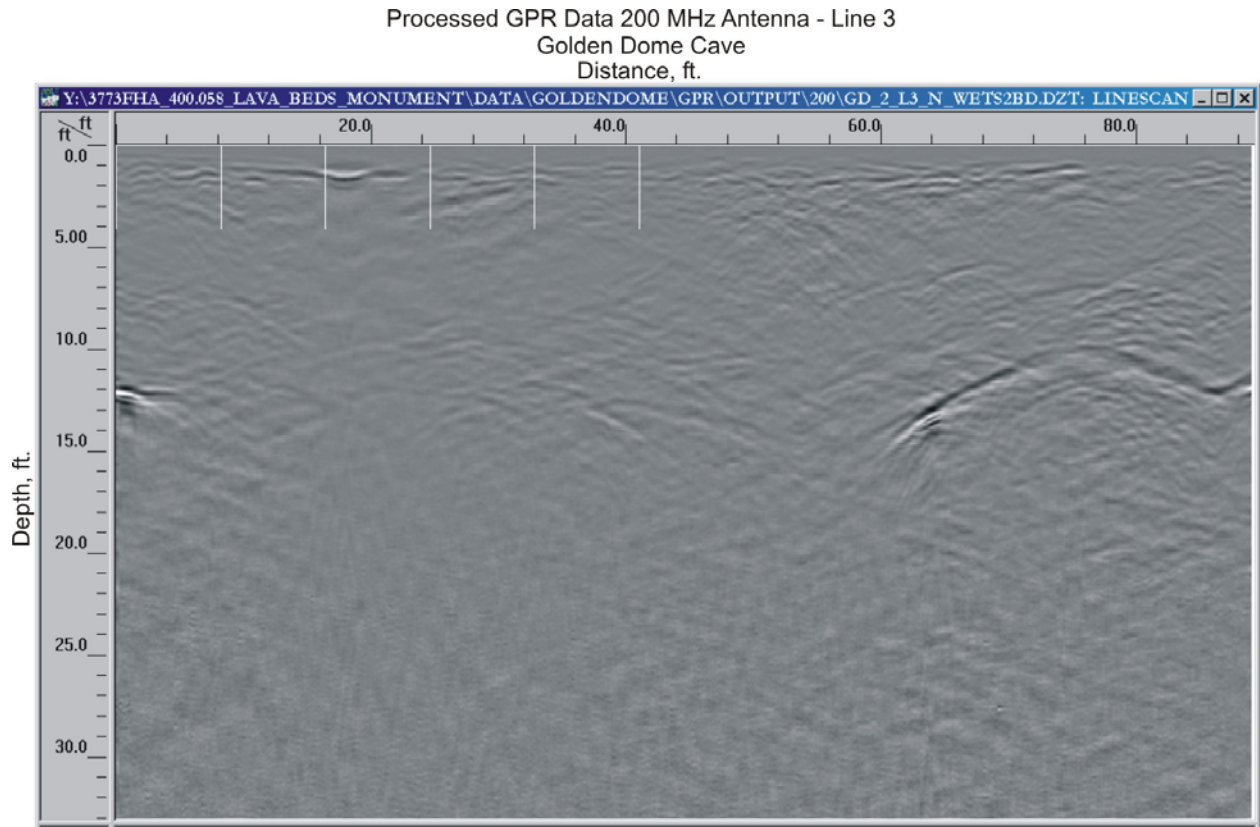 Processed GPR Data 200 MHz Antenna - Line 3
Golden Dome Cave
Distance, ft.
Y:\3773FHA_400.058_LAVA_BEDS_MONUMENT\DATA\GOLDENDOME\GPR\OUTPUT\200\GD_2_L3_N_WETS2BD.DZT: LINESCAN
ft/ft 20.0 40.0 60.0 80.0
0.0
5.00
10.0
15.0
20.0
25.0
30.0
Depth, ft.